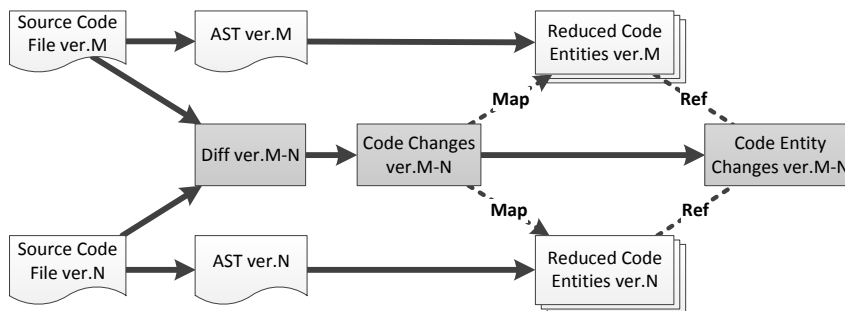 Source Code
File ver.M
AST ver.M
Reduced Code
Entities ver.M
Map
Ref
Diff ver.M-N
Code Changes
ver.M-N
Code Entity
Changes ver.M-N
Map
Ref
Source Code
File ver.N
AST ver.N
Reduced Code
Entities ver.N